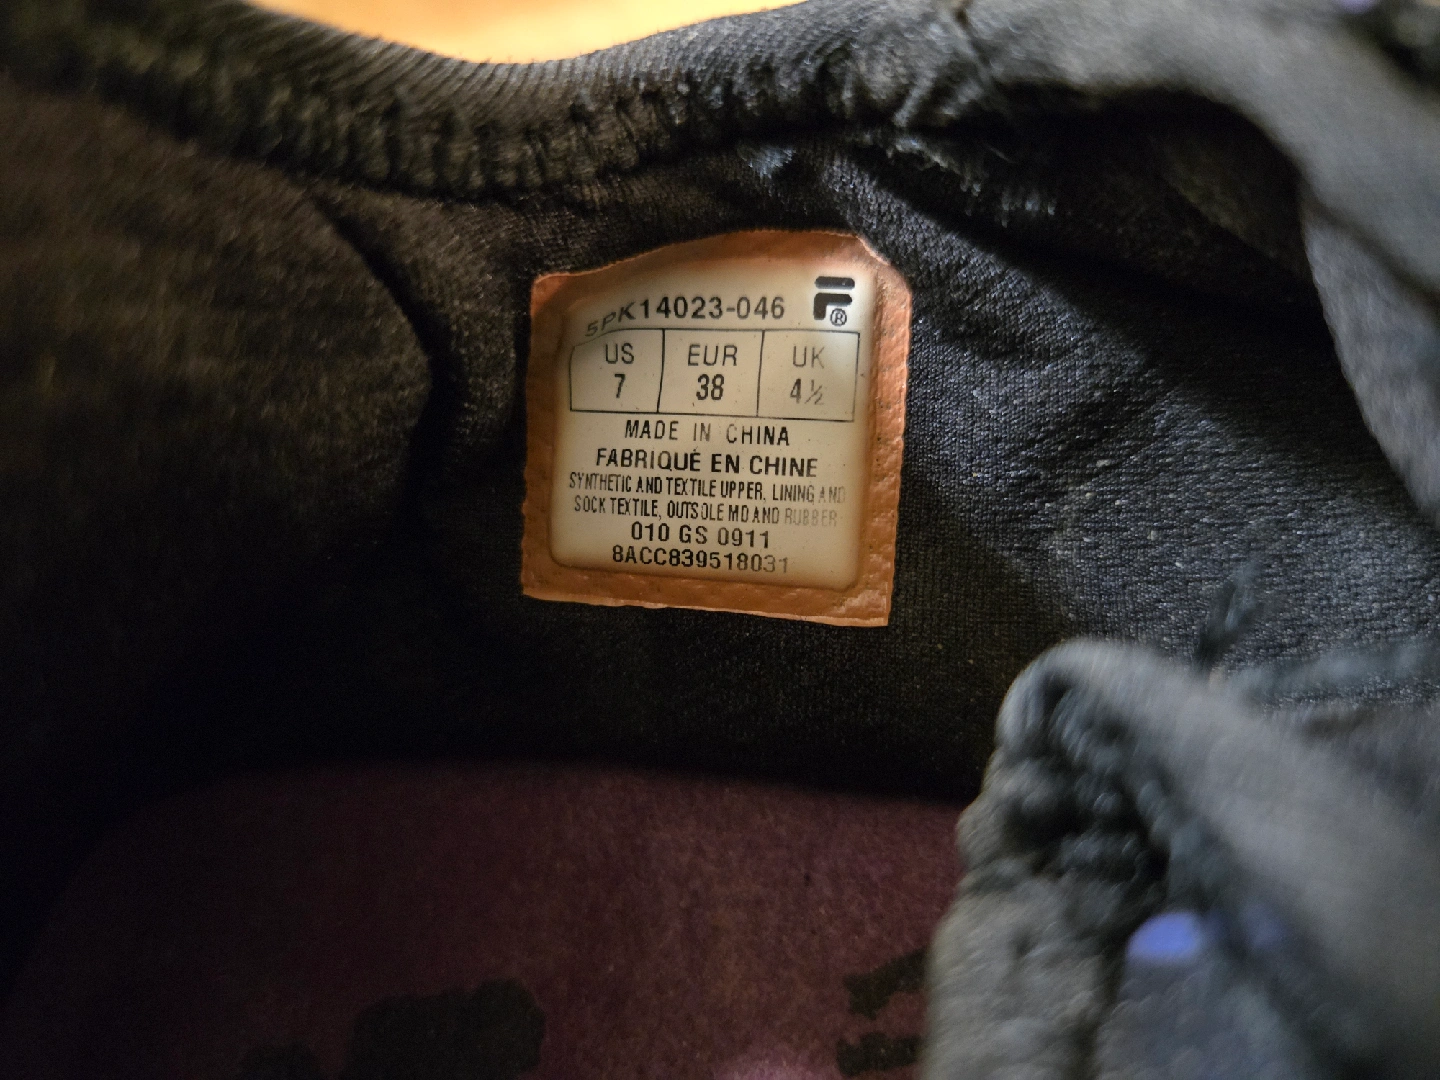 5PK14023-046
®
US EUR UK
7 38 4½
MADE IN CHINA
FABRIQUÉ EN CHINE
SYNTHETIC AND TEXTILE UPPER, LINING AND
SOCK TEXTILE, OUTSOLE MD AND RUBBER
010 GS 0911
8ACC839518031